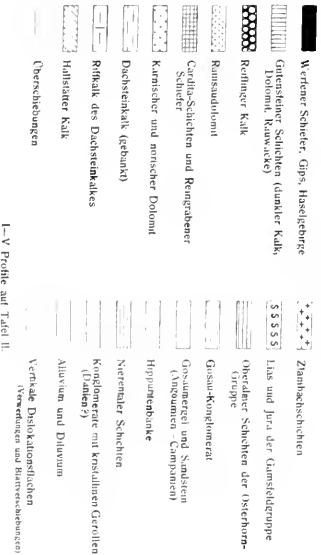 Werfener Schiefer, Gips, Haselgebirge
Gutensteiner Schichten (dunkler Kalk,
Dolomit, Rauwacke)
Reiflinger Kalk
Ramsaudolomit
Cardita-Schichten und Reingrabener
Schiefer
Karnischer und norischer Dolomit
Dachsteinkalk (gebankt)
Riffkalk des Dachsteinkalkes
Hallstätter Kalk
Überschiebungen
Zlambachschichten
Lias und Jura der Gamsfeldgruppe
Oberalmer Schichten der Osterhorn-
Gruppe
Gosau-Konglomerat
Gosaumergel und Sandstein
(Angoumien - Campanien)
Hippuritenbänke
Nierentaler Schichten
Konglomerate mit kristallinen Geröllen
(Danien?)
Alluvium und Diluvium
Vertikale Dislokationsflächen
(Verwerfungen und Blattverschiebungen)
I—V Profile auf Tafel II.